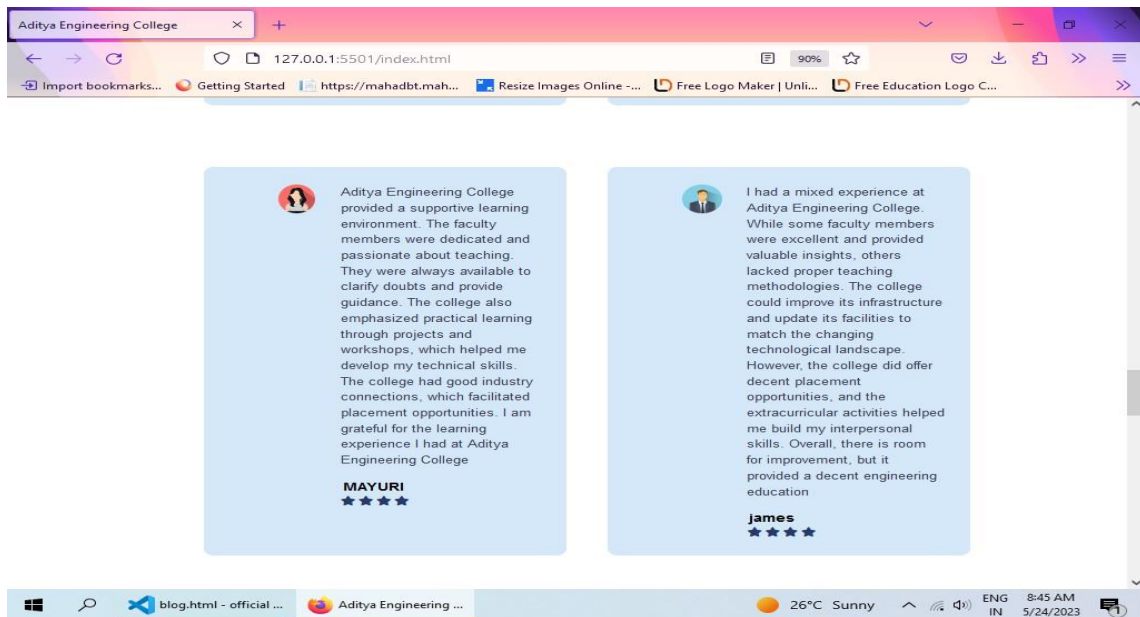 Aditya Engineering College
127.0.0.1:5501/index.html
90%
Import bookmarks...
Getting Started
https://mahadbt.mah...
Resize Images Online -...
Free Logo Maker | Unli...
Free Education Logo C...
Aditya Engineering College
provided a supportive learning
environment. The faculty
members were dedicated and
passionate about teaching.
They were always available to
clarify doubts and provide
guidance. The college also
emphasized practical learning
through projects and
workshops, which helped me
develop my technical skills.
The college had good industry
connections, which facilitated
placement opportunities. I am
grateful for the learning
experience I had at Aditya
Engineering College
MAYURI
I had a mixed experience at
Aditya Engineering College.
While some faculty members
were excellent and provided
valuable insights, others
lacked proper teaching
methodologies. The college
could improve its infrastructure
and update its facilities to
match the changing
technological landscape.
However, the college did offer
decent placement
opportunities, and the
extracurricular activities helped
me build my interpersonal
skills. Overall, there is room
for improvement, but it
provided a decent engineering
education
james
blog.html - official ...
Aditya Engineering ...
26°C Sunny
ENG
IN
8:45 AM
5/24/2023
1